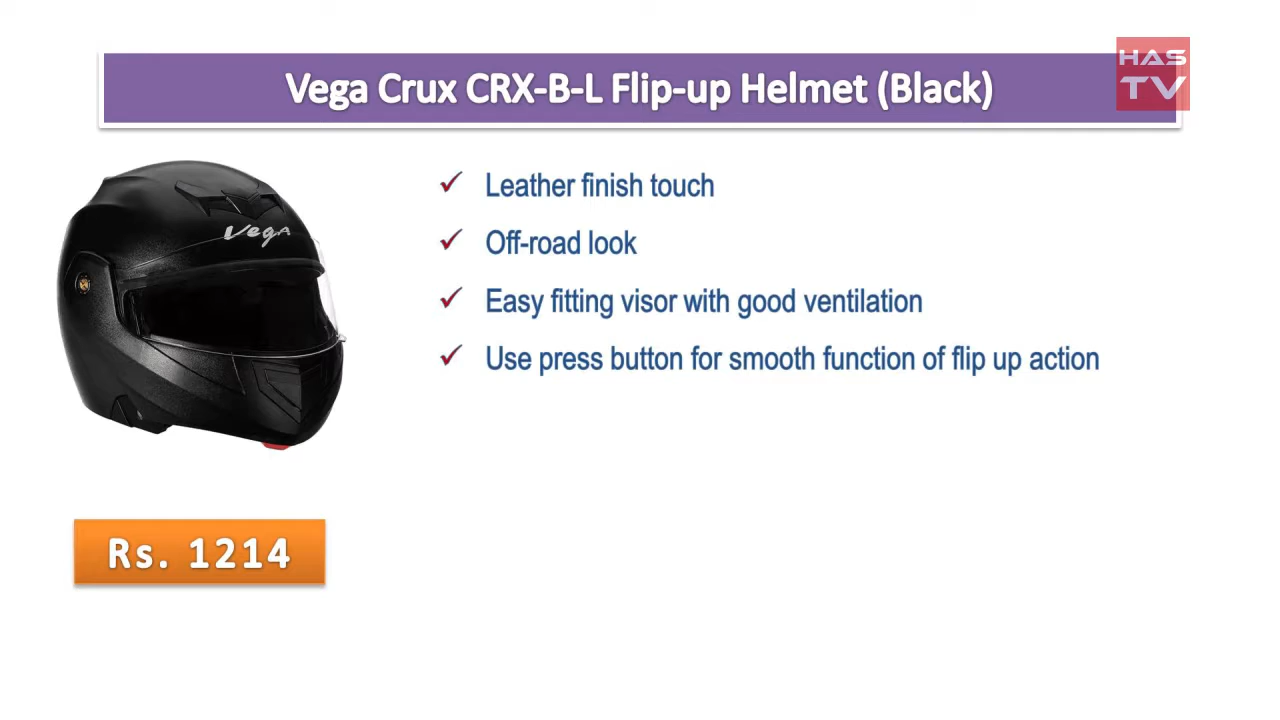 Vega Crux CRX-B-L Flip-up Helmet (Black)
HAS
TV
Leather finish touch
Off-road look
Easy fitting visor with good ventilation
Use press button for smooth function of flip up action
VegA
Rs. 1214